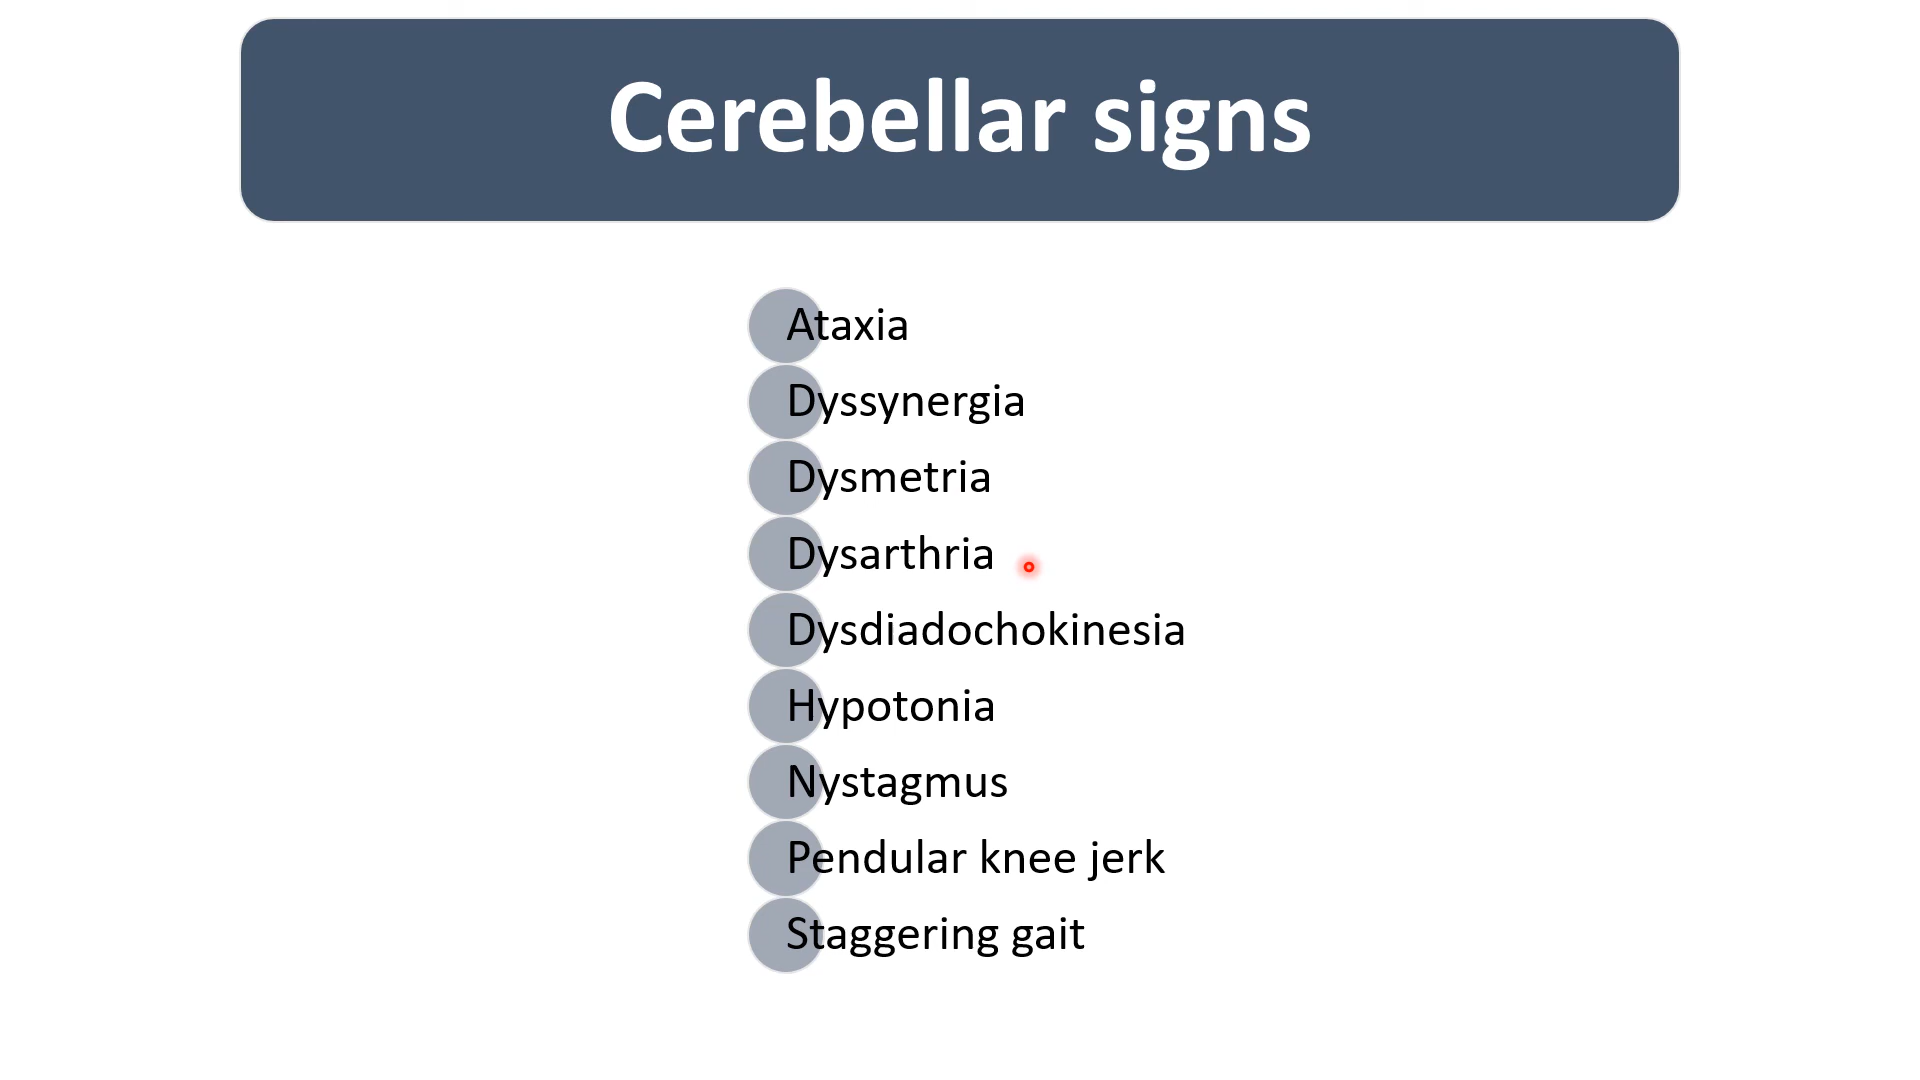 Cerebellar signs
Ataxia
Dyssynergia
Dysmetria
Dysarthria
Dysdiadochokinesia
Hypotonia
Nystagmus
Pendular knee jerk
Staggering gait